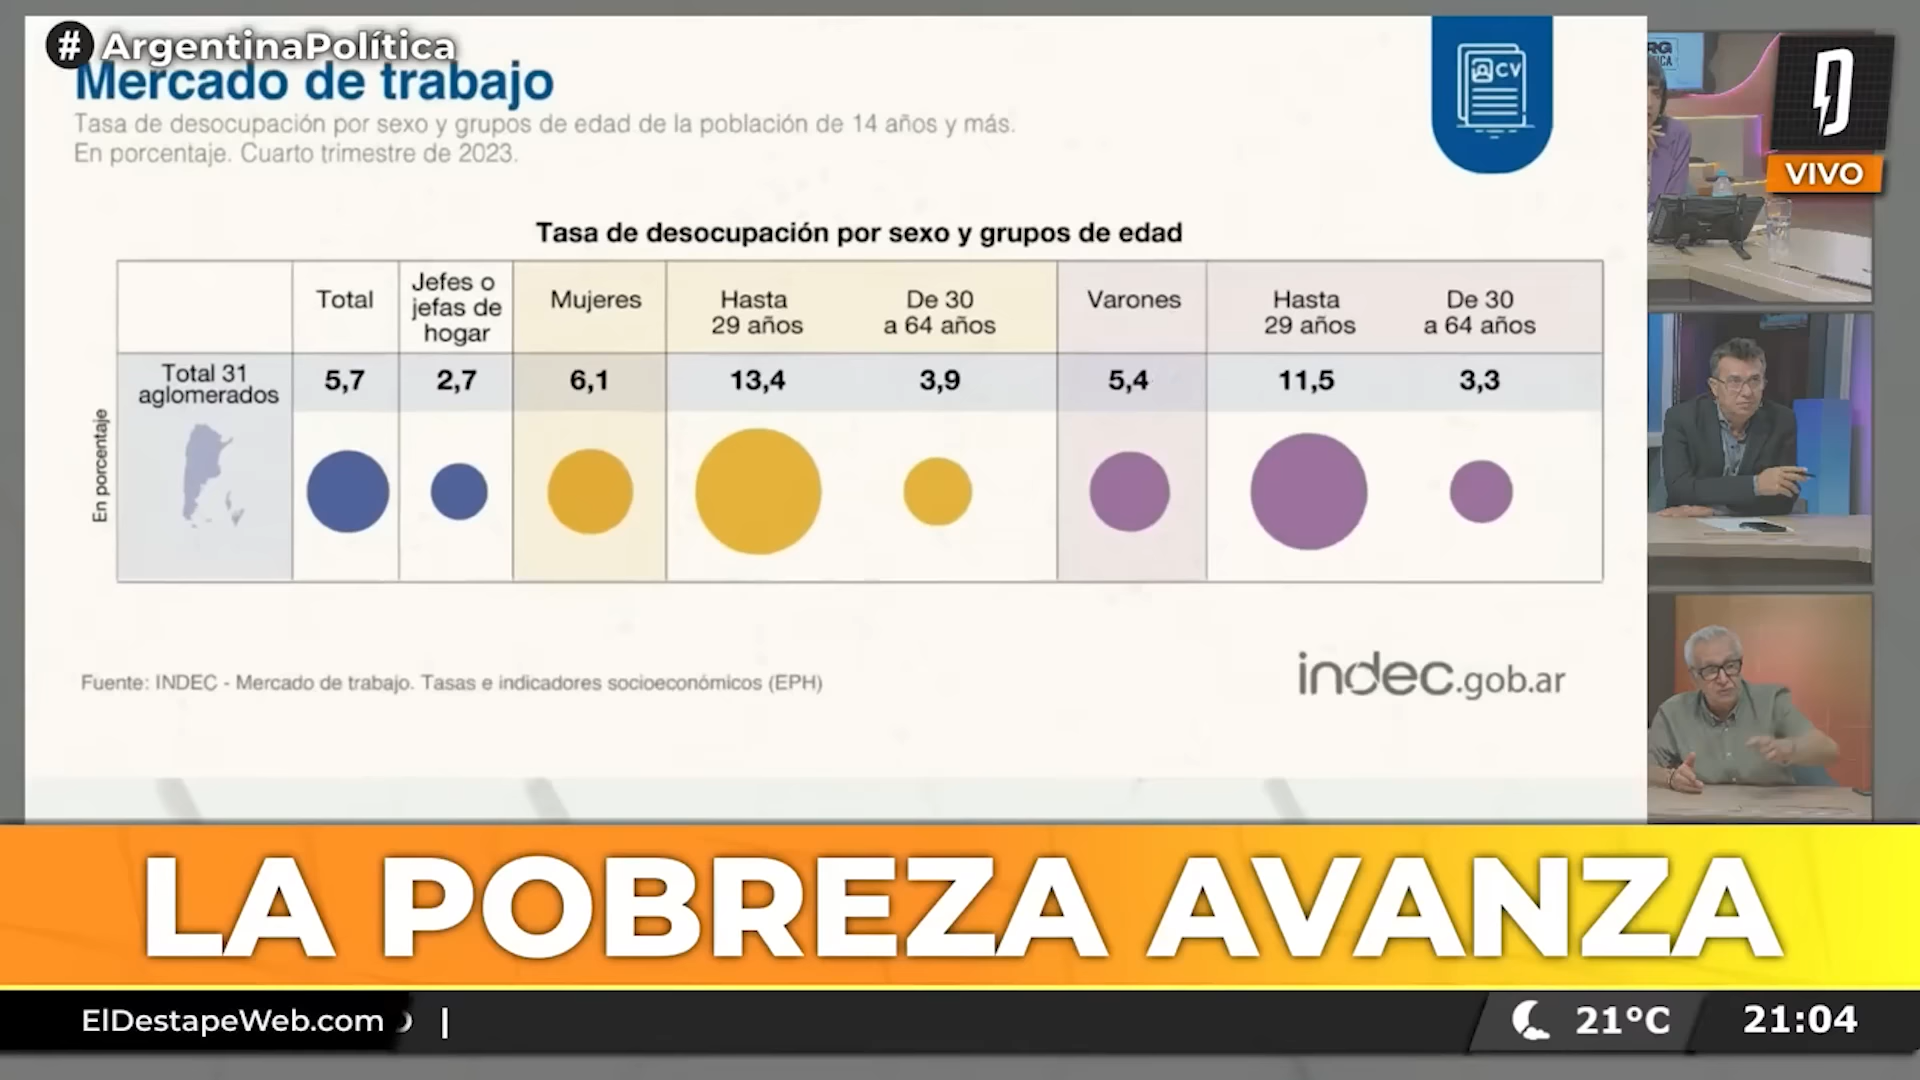 #ArgentinaPolítica
Mercado de trabajo
Tasa de desocupación por sexo y grupos de edad de la población de 14 años y más.
En porcentaje. Cuarto trimestre de 2023.
CV
VIVO
Tasa de desocupación por sexo y grupos de edad
Total
Jefes o
jefas de
hogar
Mujeres
Hasta
29 años
De 30
a 64 años
Varones
Hasta
29 años
De 30
a 64 años
Total 31
aglomerados
5,7
2,7
6,1
13,4
3,9
5,4
11,5
3,3
En porcentaje
Fuente: INDEC - Mercado de trabajo. Tasas e indicadores socioeconómicos (EPH)
indec.gob.ar
LA POBREZA AVANZA
ElDestapeWeb.com
21°C
21:04